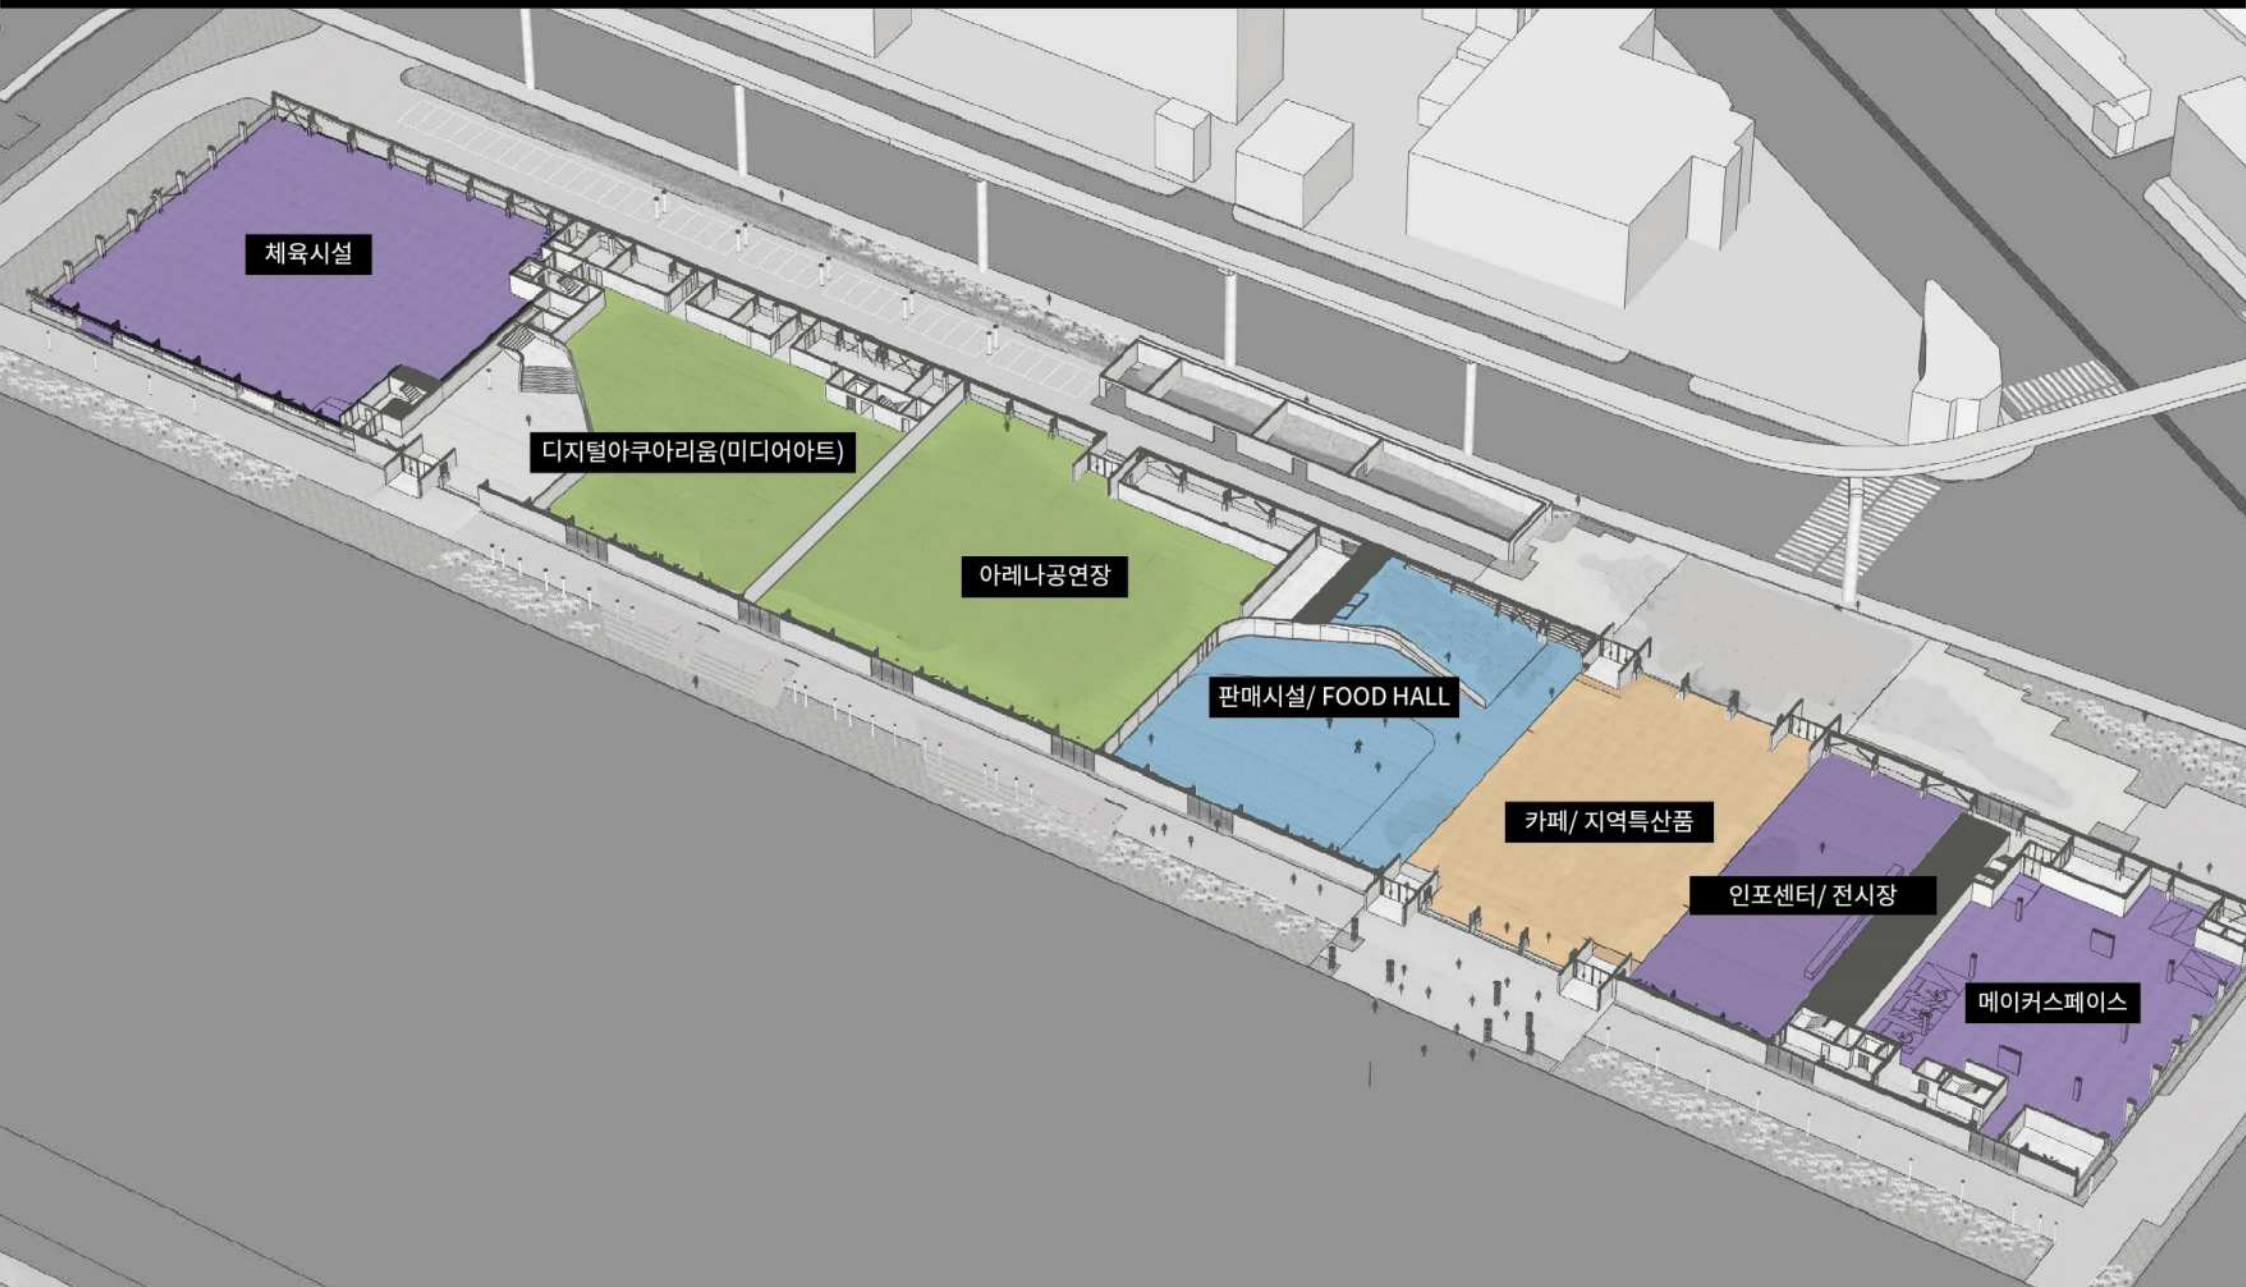 체육시설
디지털아쿠아리움(미디어아트)
아레나공연장
판매시설/ FOOD HALL
카페/ 지역특산품
인포센터/ 전시장
메이커스페이스